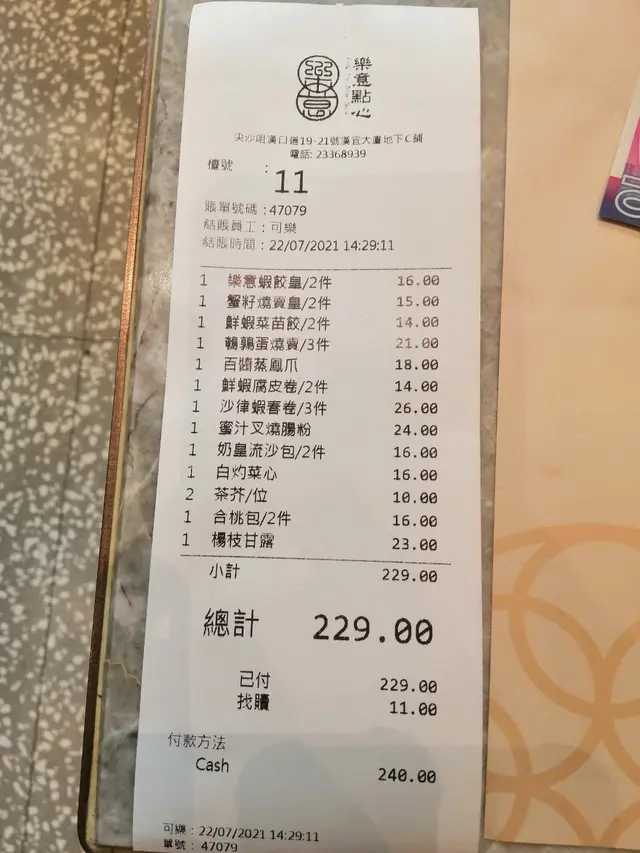 樂意
樂意點心
尖沙咀漢口道19-21號漢宜大廈地下C舖
電話: 23368939
檯號 : 11
賬單號碼 : 47079
結賬員工 : 可樂
結賬時間 : 22/07/2021 14:29:11
1 樂意蝦餃皇/2件 16.00
1 蟹籽燒賣皇/2件 15.00
1 鮮蝦菜苗餃/2件 14.00
1 鵪鶉蛋燒賣/3件 21.00
1 百醬蒸鳳爪 18.00
1 鮮蝦腐皮卷/2件 14.00
1 沙律蝦春卷/3件 26.00
1 蜜汁叉燒腸粉 24.00
1 奶皇流沙包/2件 16.00
1 白灼菜心 16.00
2 茶芥/位 10.00
1 合桃包/2件 16.00
1 楊枝甘露 23.00
小計 229.00
總計 229.00
已付 229.00
找贖 11.00
付款方法
Cash 240.00
可樂 : 22/07/2021 14:29:11
單號 : 47079